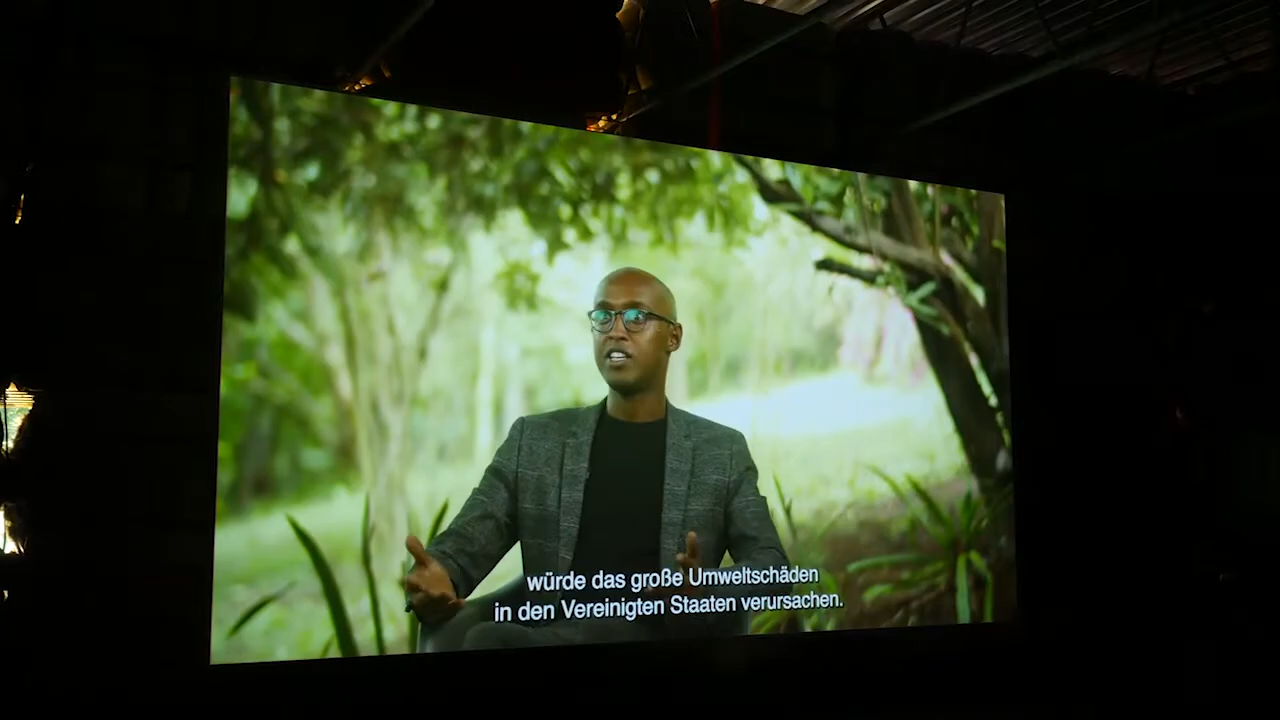 würde das große Umweltschäden
in den Vereinigten Staaten verursachen.